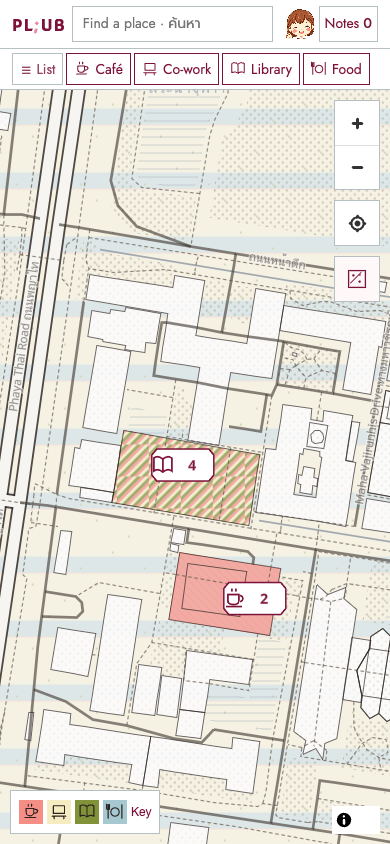 PL;UB
Find a place · ค้นหา
Notes 0
List
Café
Co-work
Library
Food
Phaya Thai Road ถนนพญาไท
4
2
Key